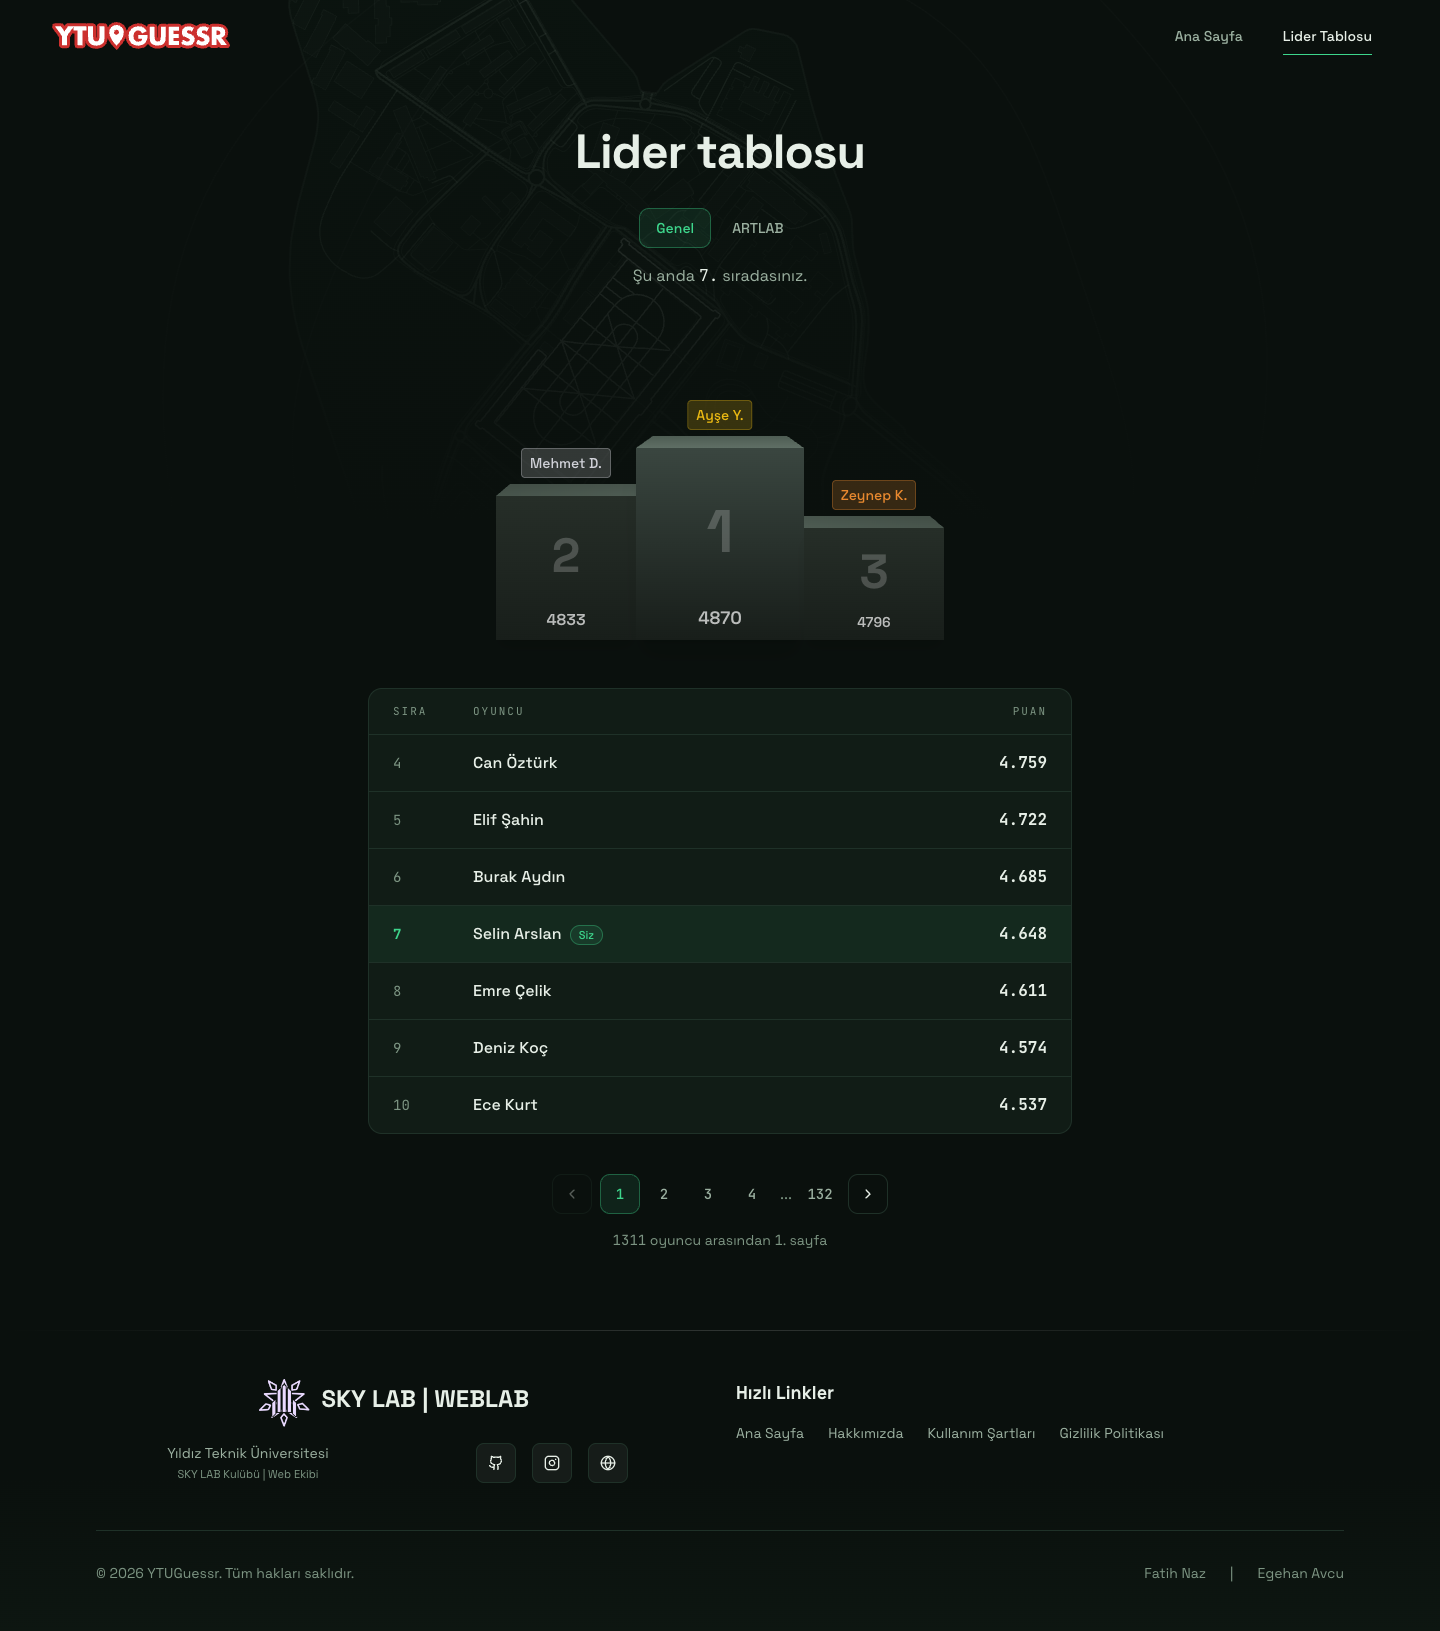 YTU GUESSR
Ana Sayfa
Lider Tablosu
Lider tablosu
Genel
ARTLAB
Şu anda 7. sıradasınız.
Ayşe Y.
Mehmet D.
Zeynep K.
1
2
3
4833
4870
4796
SIRA OYUNCU PUAN
4 Can Öztürk 4.759
5 Elif Şahin 4.722
6 Burak Aydın 4.685
7 Selin Arslan Siz 4.648
8 Emre Çelik 4.611
9 Deniz Koç 4.574
10 Ece Kurt 4.537
1 2 3 4 ... 132
1311 oyuncu arasından 1. sayfa
SKY LAB | WEBLAB
Yıldız Teknik Üniversitesi
SKY LAB Kulübü | Web Ekibi
Hızlı Linkler
Ana Sayfa Hakkımızda Kullanım Şartları Gizlilik Politikası
© 2026 YTUGuessr. Tüm hakları saklıdır.
Fatih Naz | Egehan Avcu